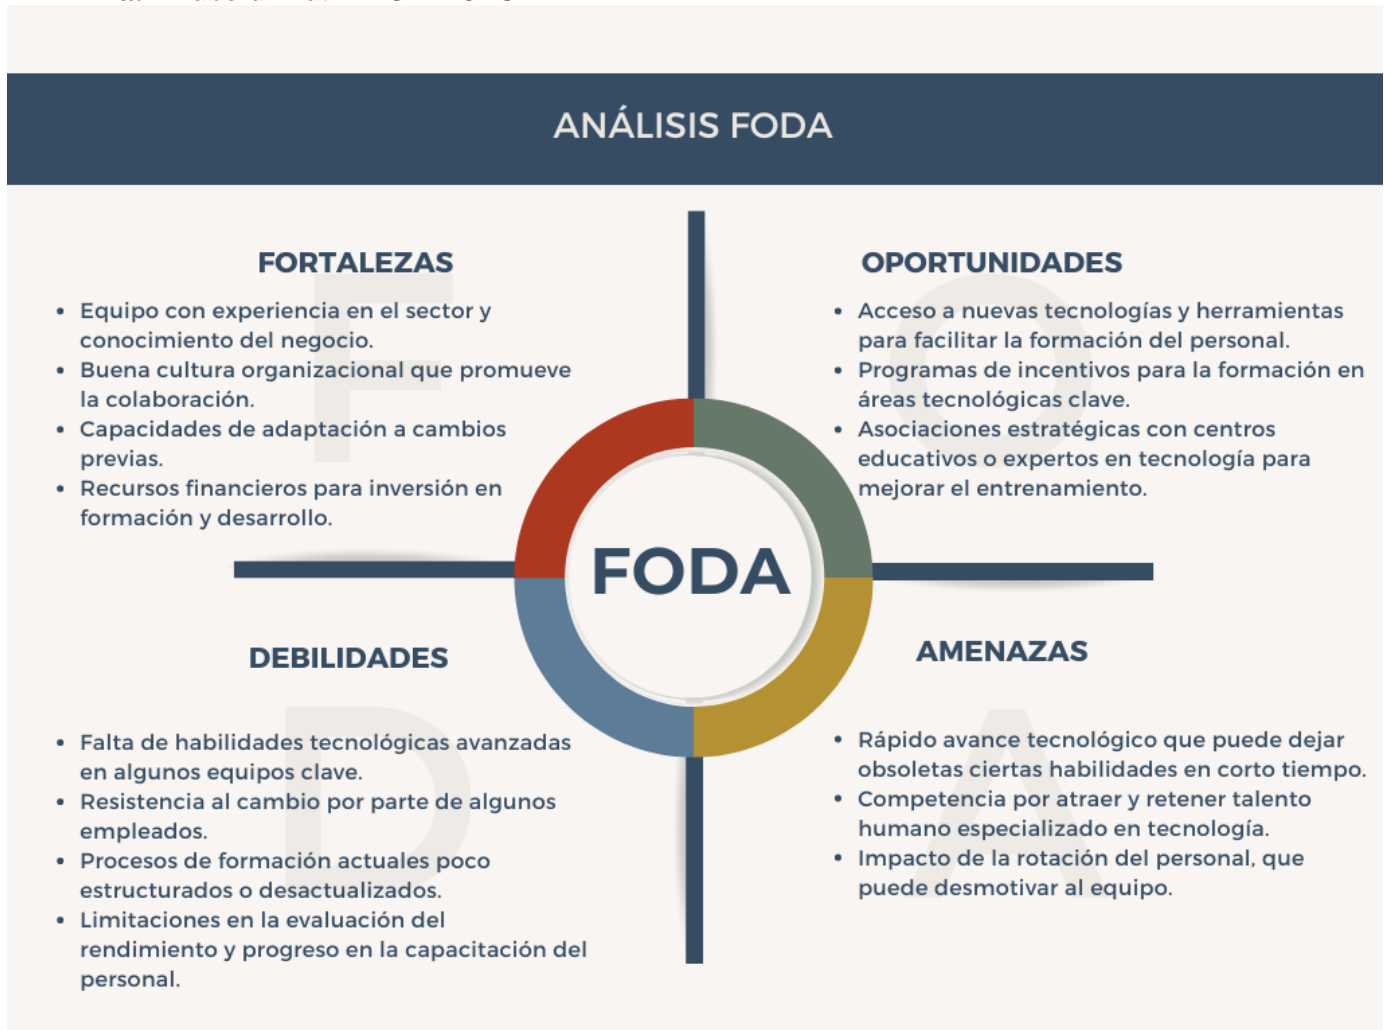 ANÁLISIS FODA
FORTALEZAS
• Equipo con experiencia en el sector y
conocimiento del negocio.
• Buena cultura organizacional que promueve
la colaboración.
• Capacidades de adaptación a cambios
previas.
• Recursos financieros para inversión en
formación y desarrollo.
OPORTUNIDADES
• Acceso a nuevas tecnologías y herramientas
para facilitar la formación del personal.
• Programas de incentivos para la formación en
áreas tecnológicas clave.
• Asociaciones estratégicas con centros
educativos o expertos en tecnología para
mejorar el entrenamiento.
FODA
DEBILIDADES
• Falta de habilidades tecnológicas avanzadas
en algunos equipos clave.
• Resistencia al cambio por parte de algunos
empleados.
• Procesos de formación actuales poco
estructurados o desactualizados.
• Limitaciones en la evaluación del
rendimiento y progreso en la capacitación del
personal.
AMENAZAS
• Rápido avance tecnológico que puede dejar
obsoletas ciertas habilidades en corto tiempo.
• Competencia por atraer y retener talento
humano especializado en tecnología.
• Impacto de la rotación del personal, que
puede desmotivar al equipo.
F
O
D
A